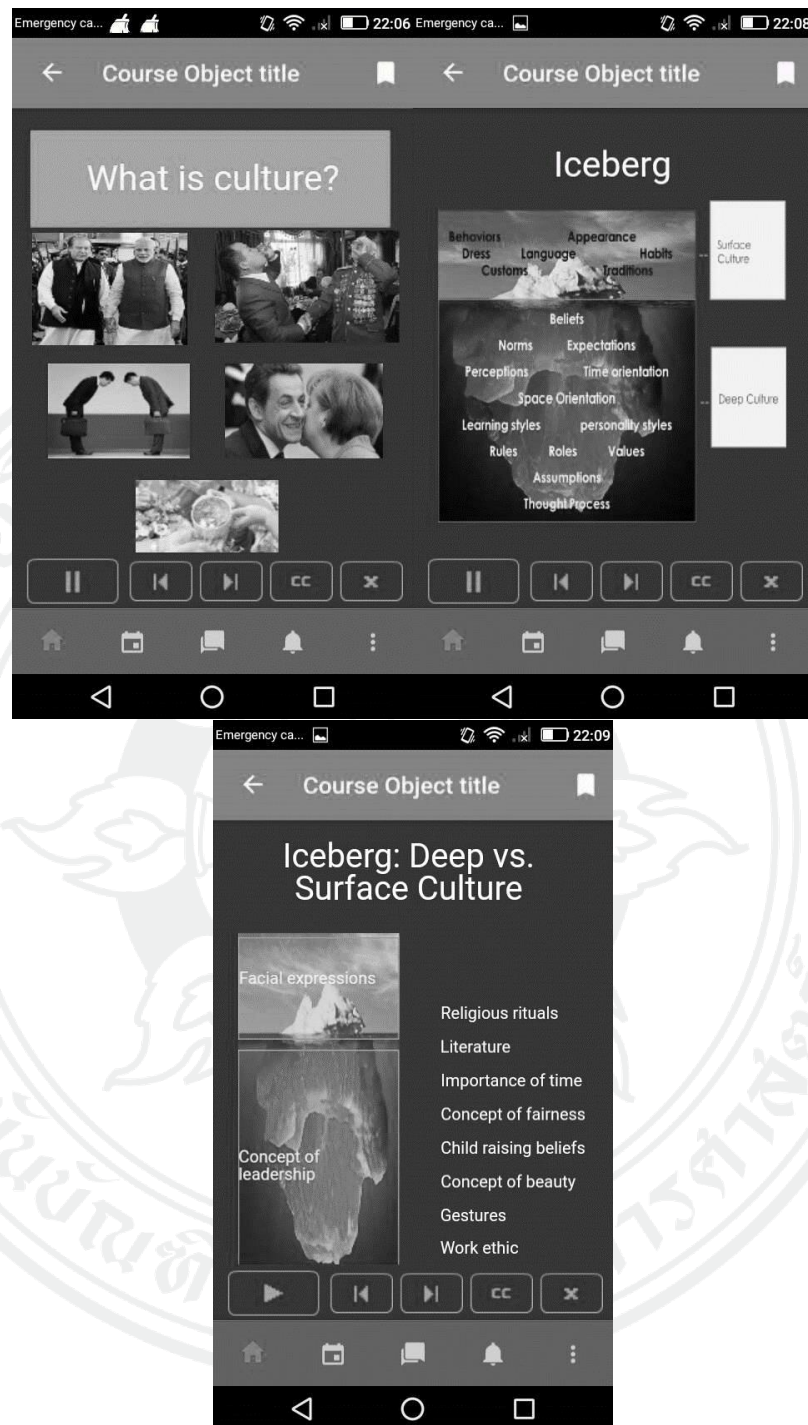 Emergency ca... 22:06
Course Object title
What is culture?
CC
Emergency ca... 22:08
Course Object title
Iceberg
Behaviors Appearance
Dress Language Habits
Customs Traditions
Surface
Culture
Beliefs
Norms Expectations
Perceptions Time orientation
Space Orientation
Learning styles personality styles
Rules Roles Values
Assumptions
Thought Process
Deep Culture
CC
Emergency ca... 22:09
Course Object title
Iceberg: Deep vs.
Surface Culture
Facial expressions
Concept of
leadership
Religious rituals
Literature
Importance of time
Concept of fairness
Child raising beliefs
Concept of beauty
Gestures
Work ethic
CC